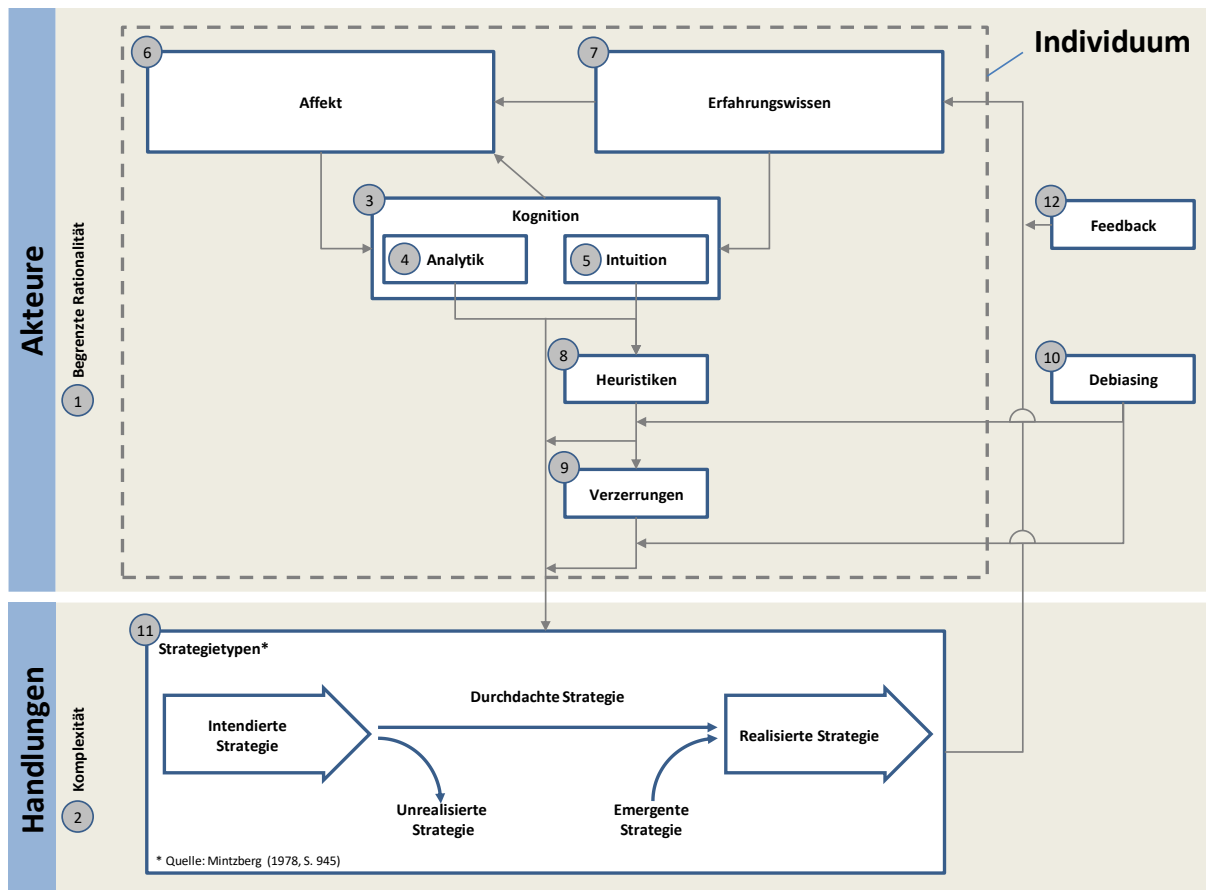 Akteure
1
Begrenzte Rationalität
Individuum
6
Affekt
7
Erfahrungswissen
3
Kognition
4
Analytik
5
Intuition
12
Feedback
8
Heuristiken
10
Debiasing
9
Verzerrungen
Handlungen
2
Komplexität
11
Strategietypen*
Durchdachte Strategie
Intendierte
Strategie
Realisierte Strategie
Unrealisierte
Strategie
Emergente
Strategie
* Quelle: Mintzberg (1978, S. 945)